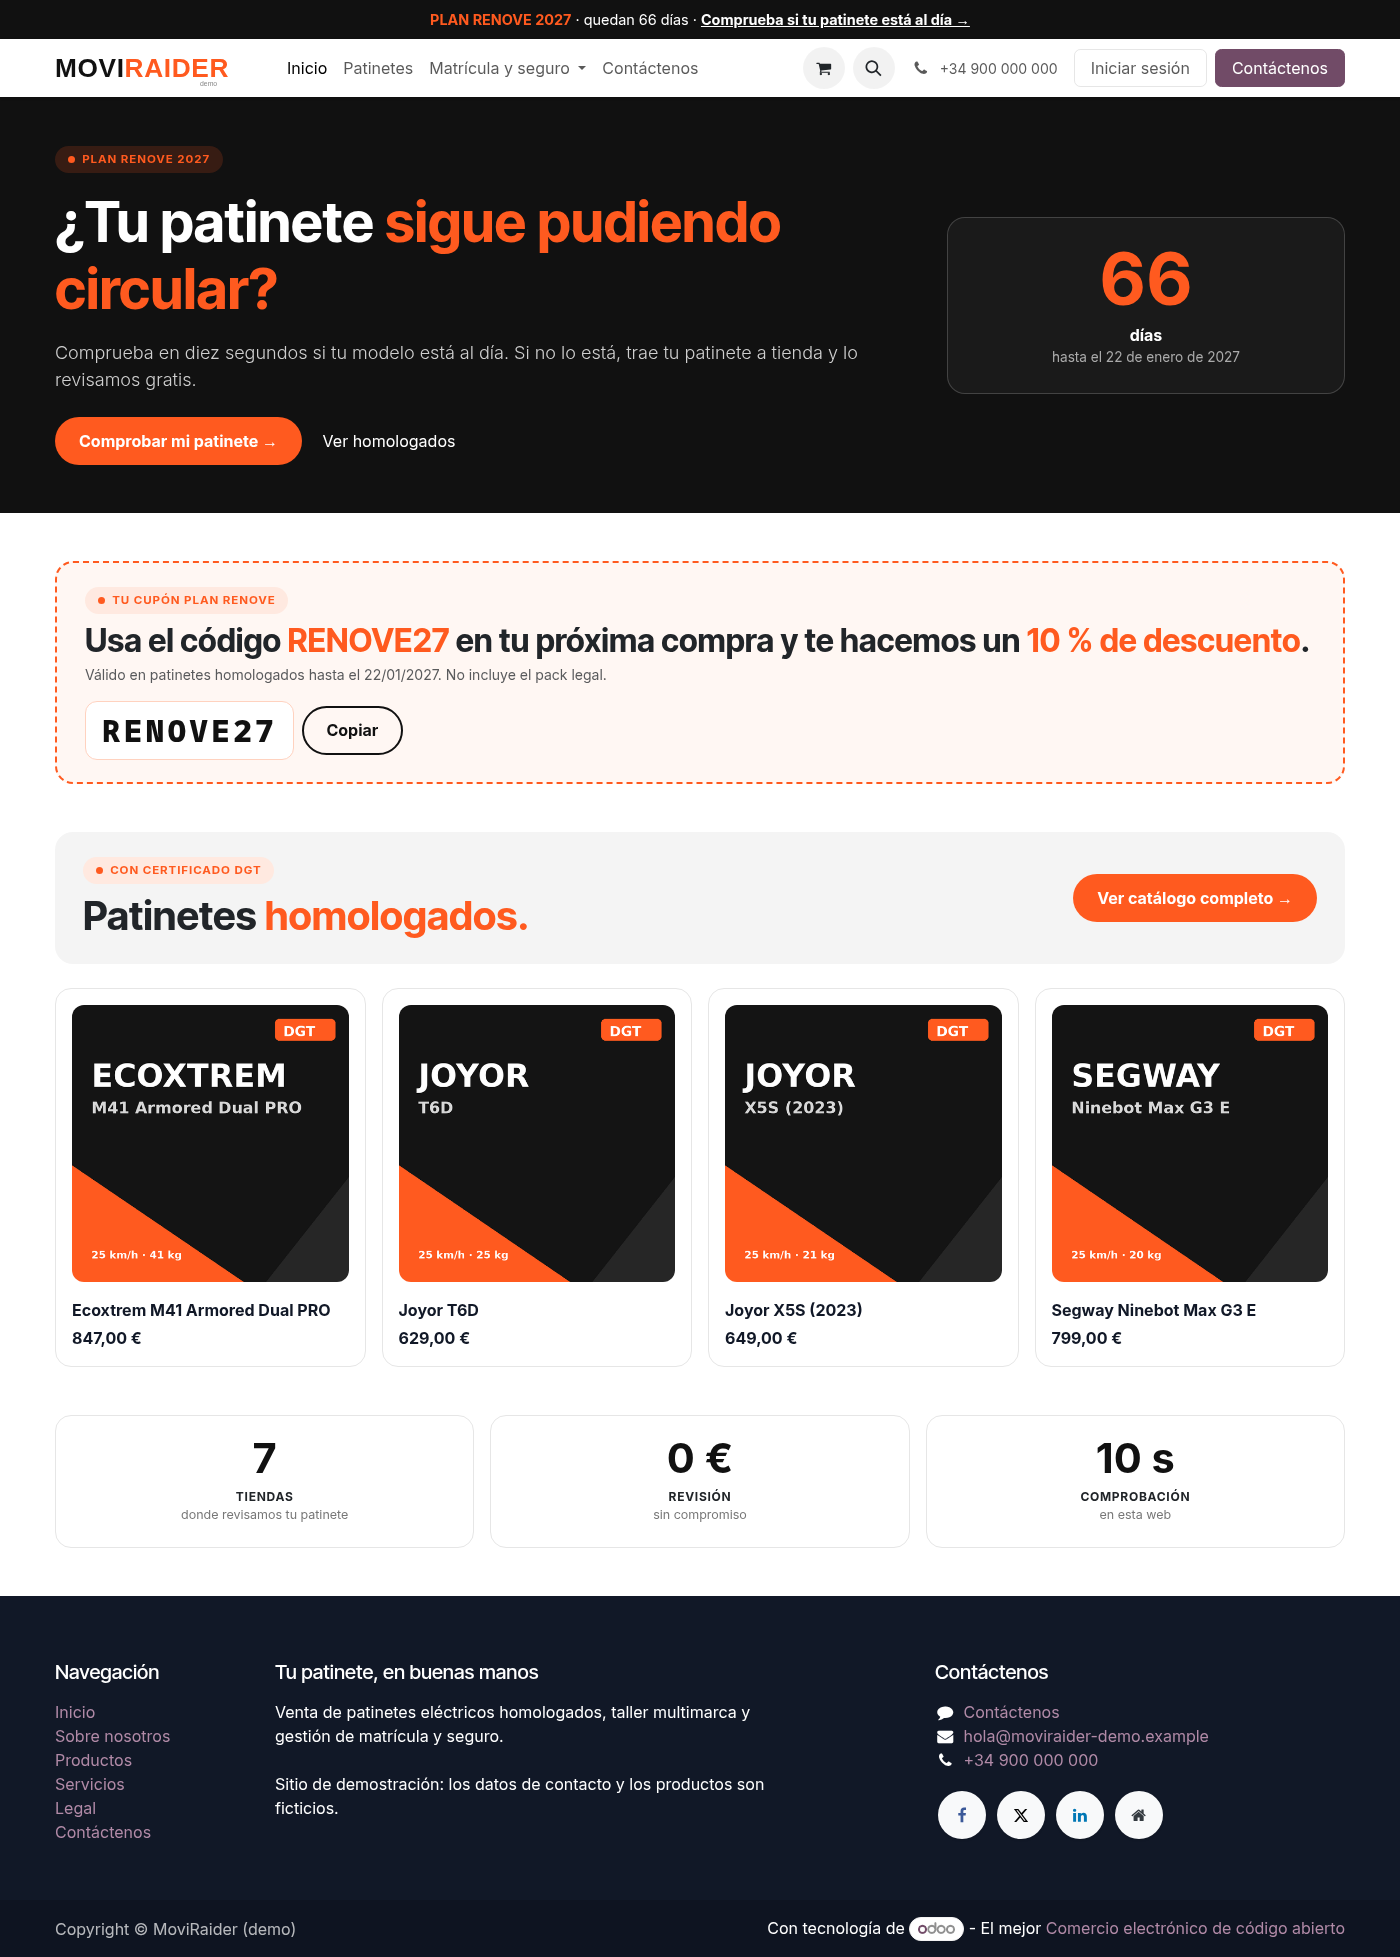 PLAN RENOVE 2027 · quedan 66 días · Comprueba si tu patinete está al día →
MOVIRAIDER
demo
Inicio
Patinetes
Matrícula y seguro
Contáctenos
+34 900 000 000
Iniciar sesión
Contáctenos
PLAN RENOVE 2027
¿Tu patinete sigue pudiendo
circular?
Comprueba en diez segundos si tu modelo está al día. Si no lo está, trae tu patinete a tienda y lo
revisamos gratis.
Comprobar mi patinete →
Ver homologados
66
días
hasta el 22 de enero de 2027
TU CUPÓN PLAN RENOVE
Usa el código RENOVE27 en tu próxima compra y te hacemos un 10 % de descuento.
Válido en patinetes homologados hasta el 22/01/2027. No incluye el pack legal.
RENOVE27
Copiar
CON CERTIFICADO DGT
Patinetes homologados.
Ver catálogo completo →
DGT
ECOXTREM
M41 Armored Dual PRO
25 km/h · 41 kg
Ecoxtrem M41 Armored Dual PRO
847,00 €
DGT
JOYOR
T6D
25 km/h · 25 kg
Joyor T6D
629,00 €
DGT
JOYOR
X5S (2023)
25 km/h · 21 kg
Joyor X5S (2023)
649,00 €
DGT
SEGWAY
Ninebot Max G3 E
25 km/h · 20 kg
Segway Ninebot Max G3 E
799,00 €
7
TIENDAS
donde revisamos tu patinete
0 €
REVISIÓN
sin compromiso
10 s
COMPROBACIÓN
en esta web
Navegación
Inicio
Sobre nosotros
Productos
Servicios
Legal
Contáctenos
Tu patinete, en buenas manos
Venta de patinetes eléctricos homologados, taller multimarca y
gestión de matrícula y seguro.
Sitio de demostración: los datos de contacto y los productos son
ficticios.
Contáctenos
Contáctenos
hola@moviraider-demo.example
+34 900 000 000
Copyright © MoviRaider (demo)
Con tecnología de odoo - El mejor Comercio electrónico de código abierto